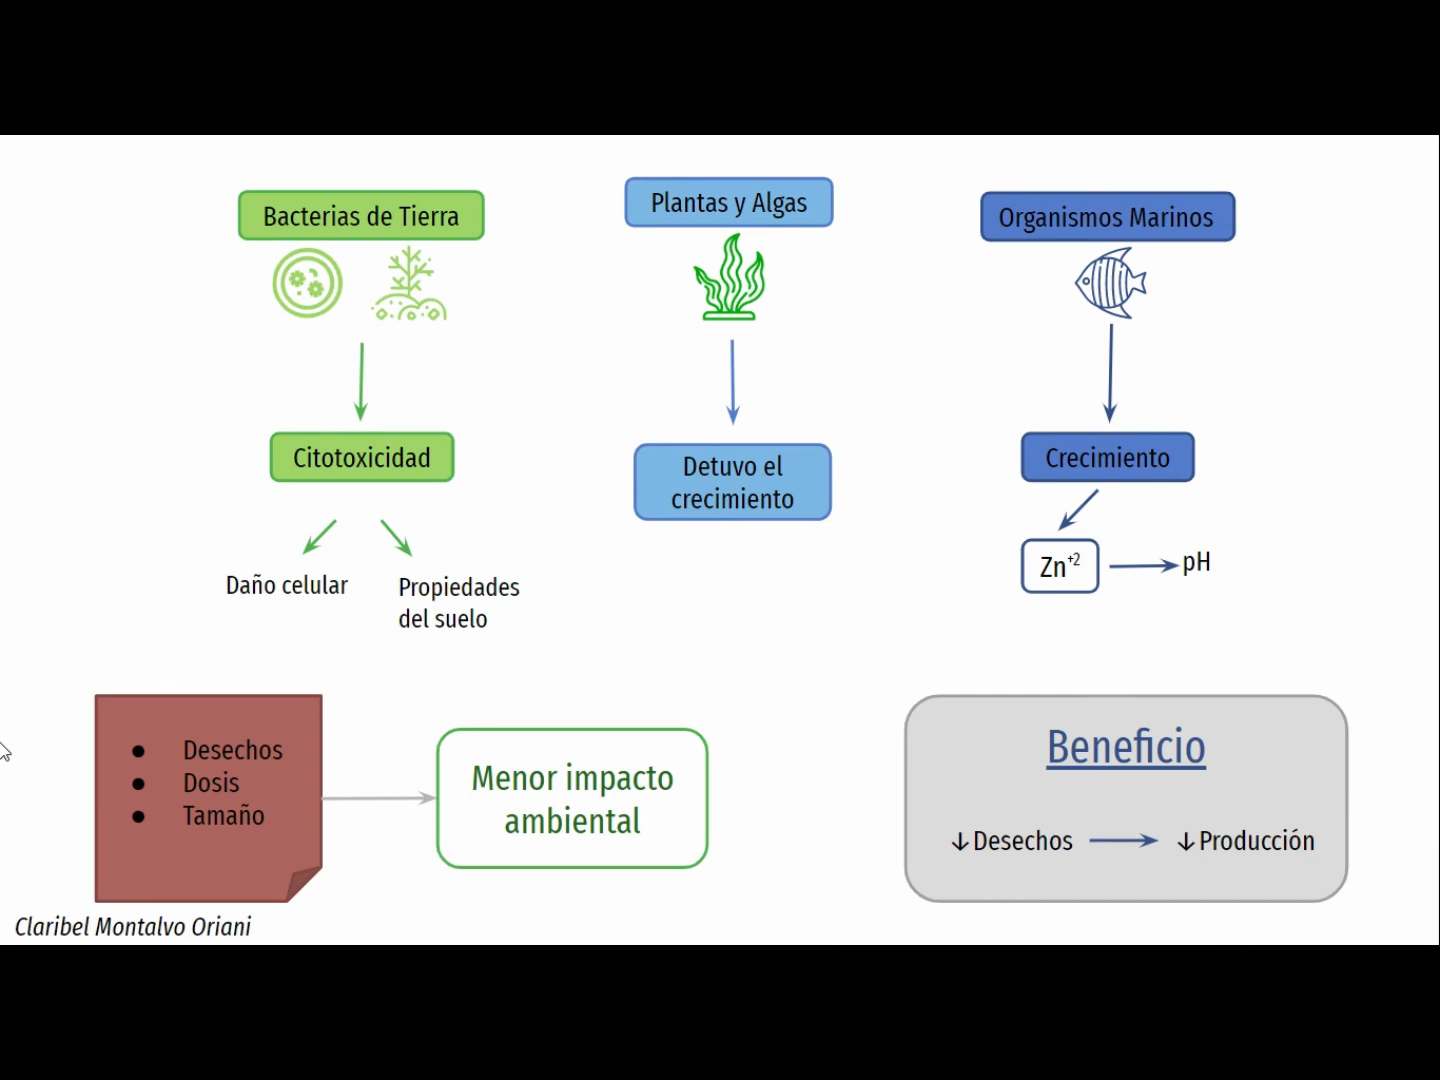 Bacterias de Tierra
Plantas y Algas
Organismos Marinos
Citotoxicidad
Detuvo el
crecimiento
Crecimiento
Daño celular
Propiedades
del suelo
Zn⁺²
pH
● Desechos
● Dosis
● Tamaño
Menor impacto
ambiental
Beneficio
↓Desechos
↓Producción
Claribel Montalvo Oriani